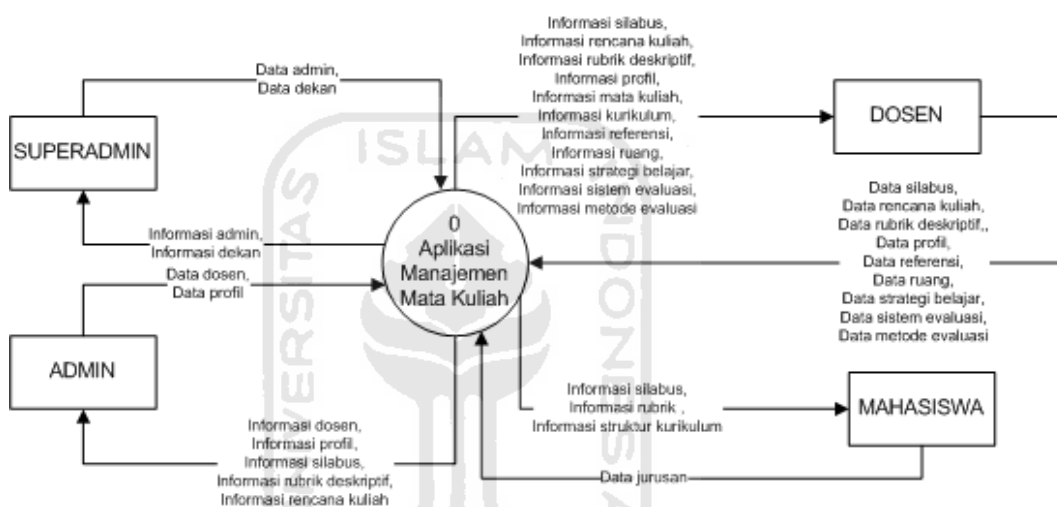 Informasi silabus,
Informasi rencana kuliah,
Informasi rubrik deskriptif,
Informasi profil,
Informasi mata kuliah,
Informasi kurikulum,
Informasi referensi,
Informasi ruang,
Informasi strategi belajar,
Informasi sistem evaluasi,
Informasi metode evaluasi
Data admin,
Data dekan
DOSEN
SUPERADMIN
ISLAM
UNIVERSITAS
INDONESIA
0
Aplikasi
Manajemen
Mata Kuliah
Informasi admin,
Informasi dekan
Data dosen,
Data profil
Data silabus,
Data rencana kuliah,
Data rubrik deskriptif,,
Data profil,
Data referensi,
Data ruang,
Data strategi belajar,
Data sistem evaluasi,
Data metode evaluasi
ADMIN
Informasi silabus,
Informasi rubrik ,
Informasi struktur kurikulum
MAHASISWA
Informasi dosen,
Informasi profil,
Informasi silabus,
Informasi rubrik deskriptif,
Informasi rencana kuliah
Data jurusan